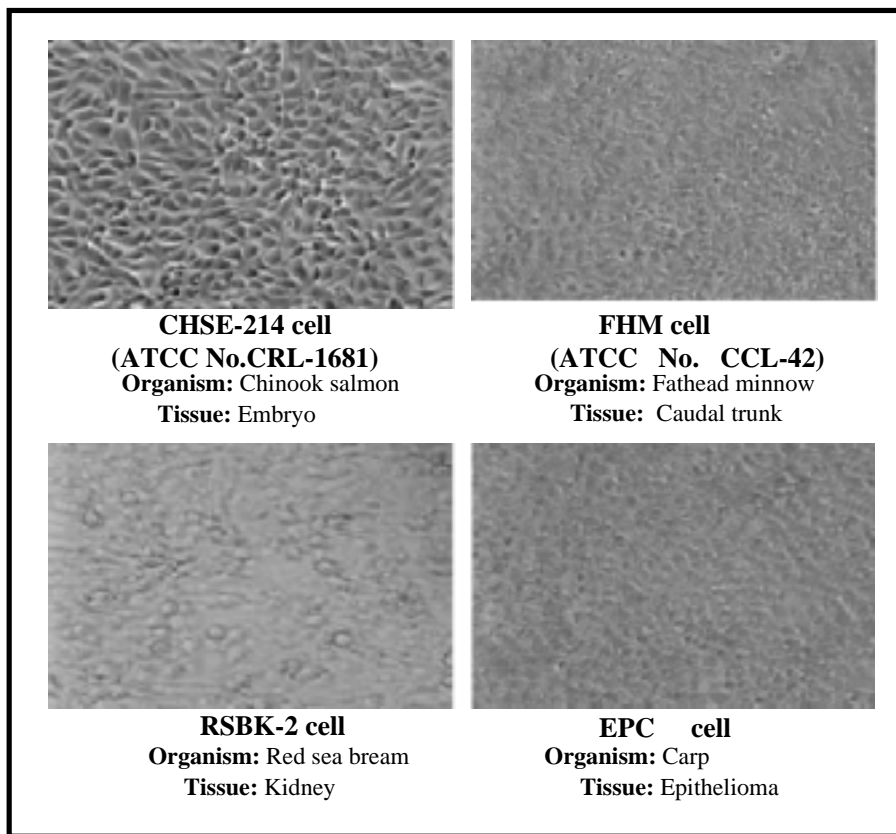 CHSE-214 cell
(ATCC No.CRL-1681)
Organism: Chinook salmon
Tissue: Embryo
FHM cell
(ATCC No. CCL-42)
Organism: Fathead minnow
Tissue: Caudal trunk
RSBK-2 cell
Organism: Red sea bream
Tissue: Kidney
EPC cell
Organism: Carp
Tissue: Epithelioma